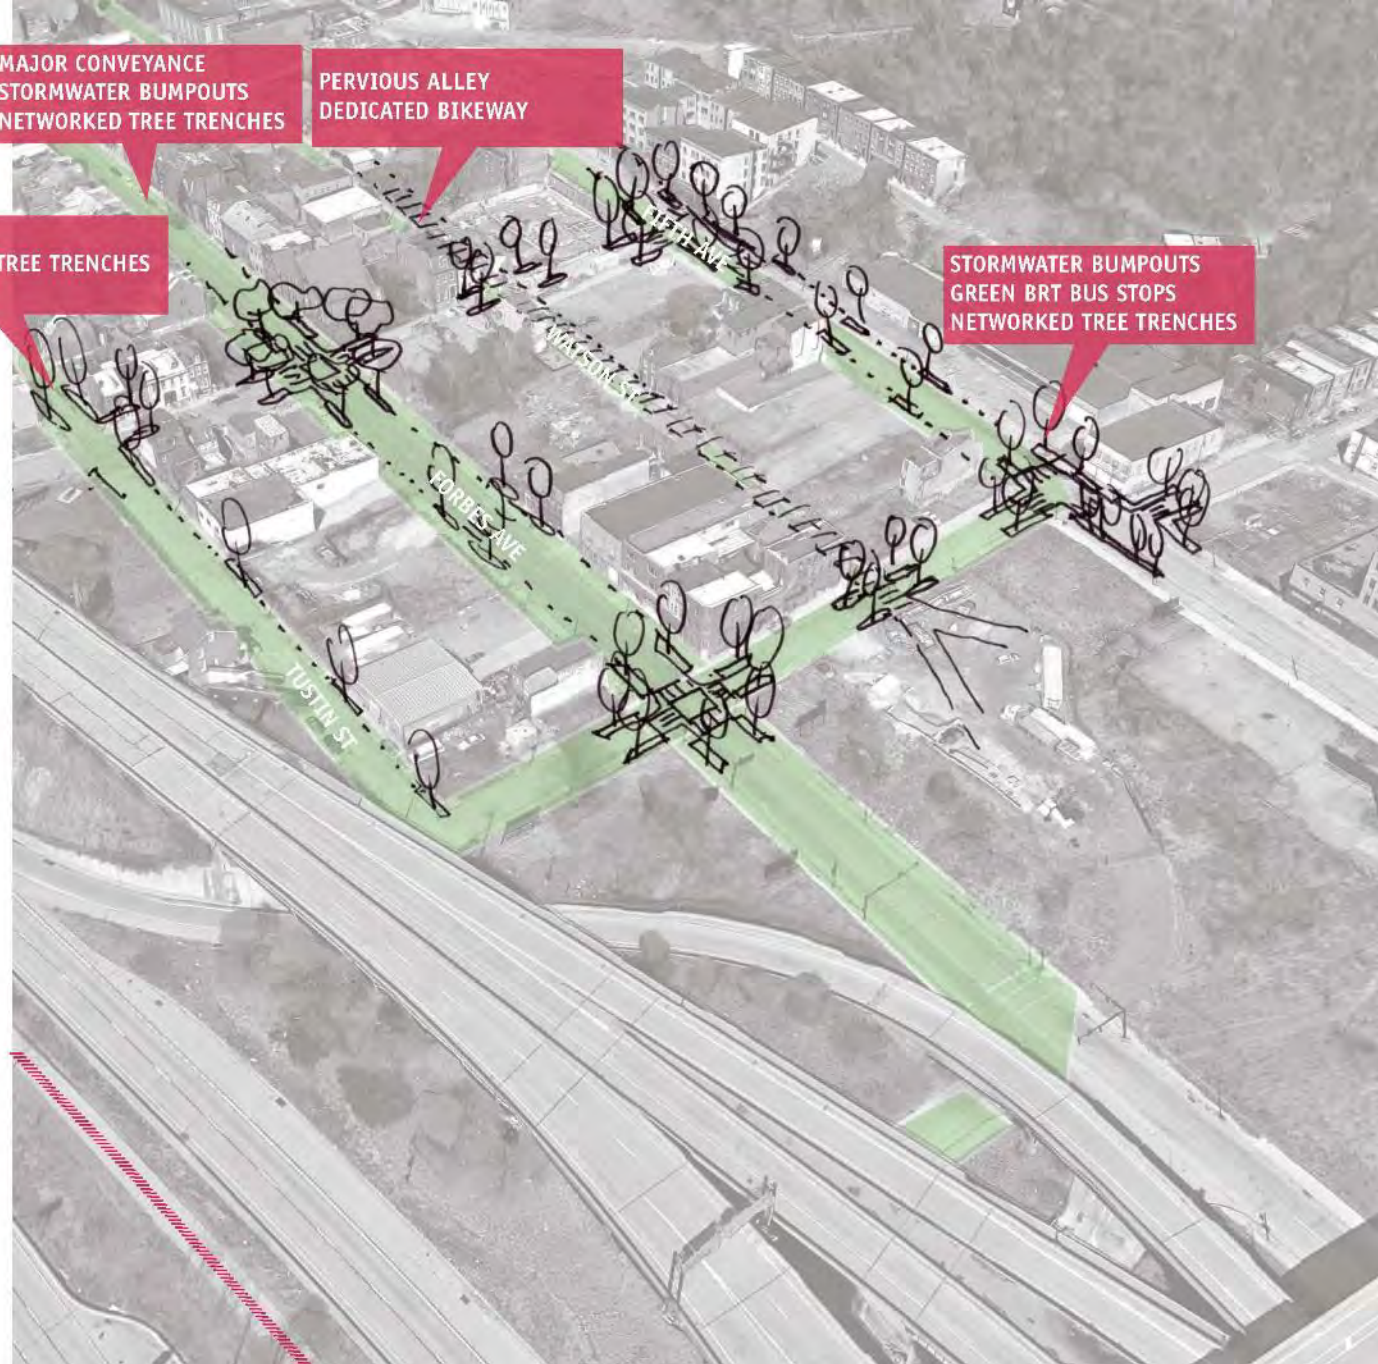 MAJOR CONVEYANCE
STORMWATER BUMPOUTS
NETWORKED TREE TRENCHES
PERVIOUS ALLEY
DEDICATED BIKEWAY
TREE TRENCHES
STORMWATER BUMPOUTS
GREEN BRT BUS STOPS
NETWORKED TREE TRENCHES
FIFTH AVE
WATSON ST
FORBES AVE
TUSTIN ST